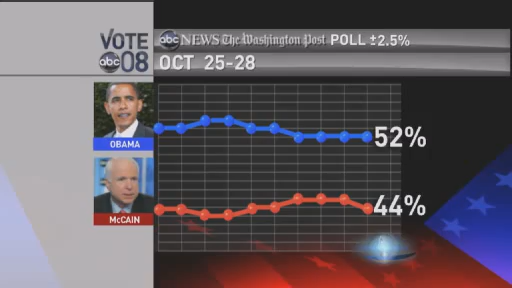 VOTE
abc 08
abc NEWS The Washington Post POLL ±2.5%
OCT 25-28
OBAMA
52%
McCAIN
44%